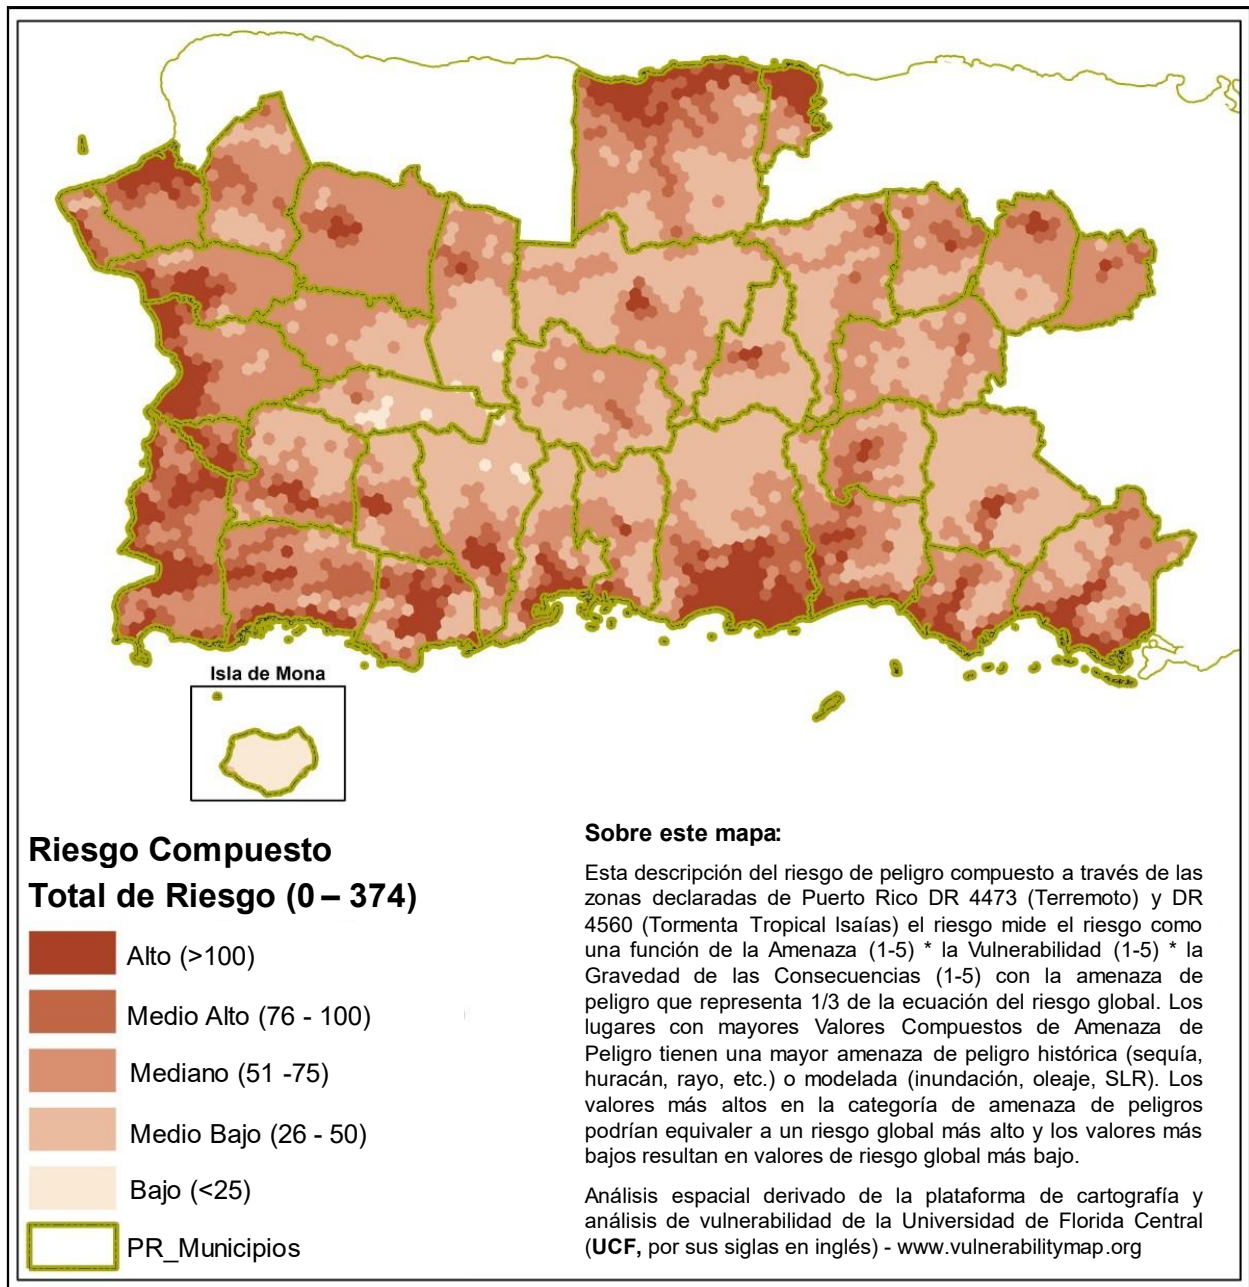 Isla de Mona
Riesgo Compuesto
Total de Riesgo (0 – 374)
Alto (>100)
Medio Alto (76 - 100)
Mediano (51 -75)
Medio Bajo (26 - 50)
Bajo (<25)
PR_Municipios
Sobre este mapa:
Esta descripción del riesgo de peligro compuesto a través de las
zonas declaradas de Puerto Rico DR 4473 (Terremoto) y DR
4560 (Tormenta Tropical Isaías) el riesgo mide el riesgo como
una función de la Amenaza (1-5) * la Vulnerabilidad (1-5) * la
Gravedad de las Consecuencias (1-5) con la amenaza de
peligro que representa 1/3 de la ecuación del riesgo global. Los
lugares con mayores Valores Compuestos de Amenaza de
Peligro tienen una mayor amenaza de peligro histórica (sequía,
huracán, rayo, etc.) o modelada (inundación, oleaje, SLR). Los
valores más altos en la categoría de amenaza de peligros
podrían equivaler a un riesgo global más alto y los valores más
bajos resultan en valores de riesgo global más bajo.
Análisis espacial derivado de la plataforma de cartografía y
análisis de vulnerabilidad de la Universidad de Florida Central
(UCF, por sus siglas en inglés) - www.vulnerabilitymap.org